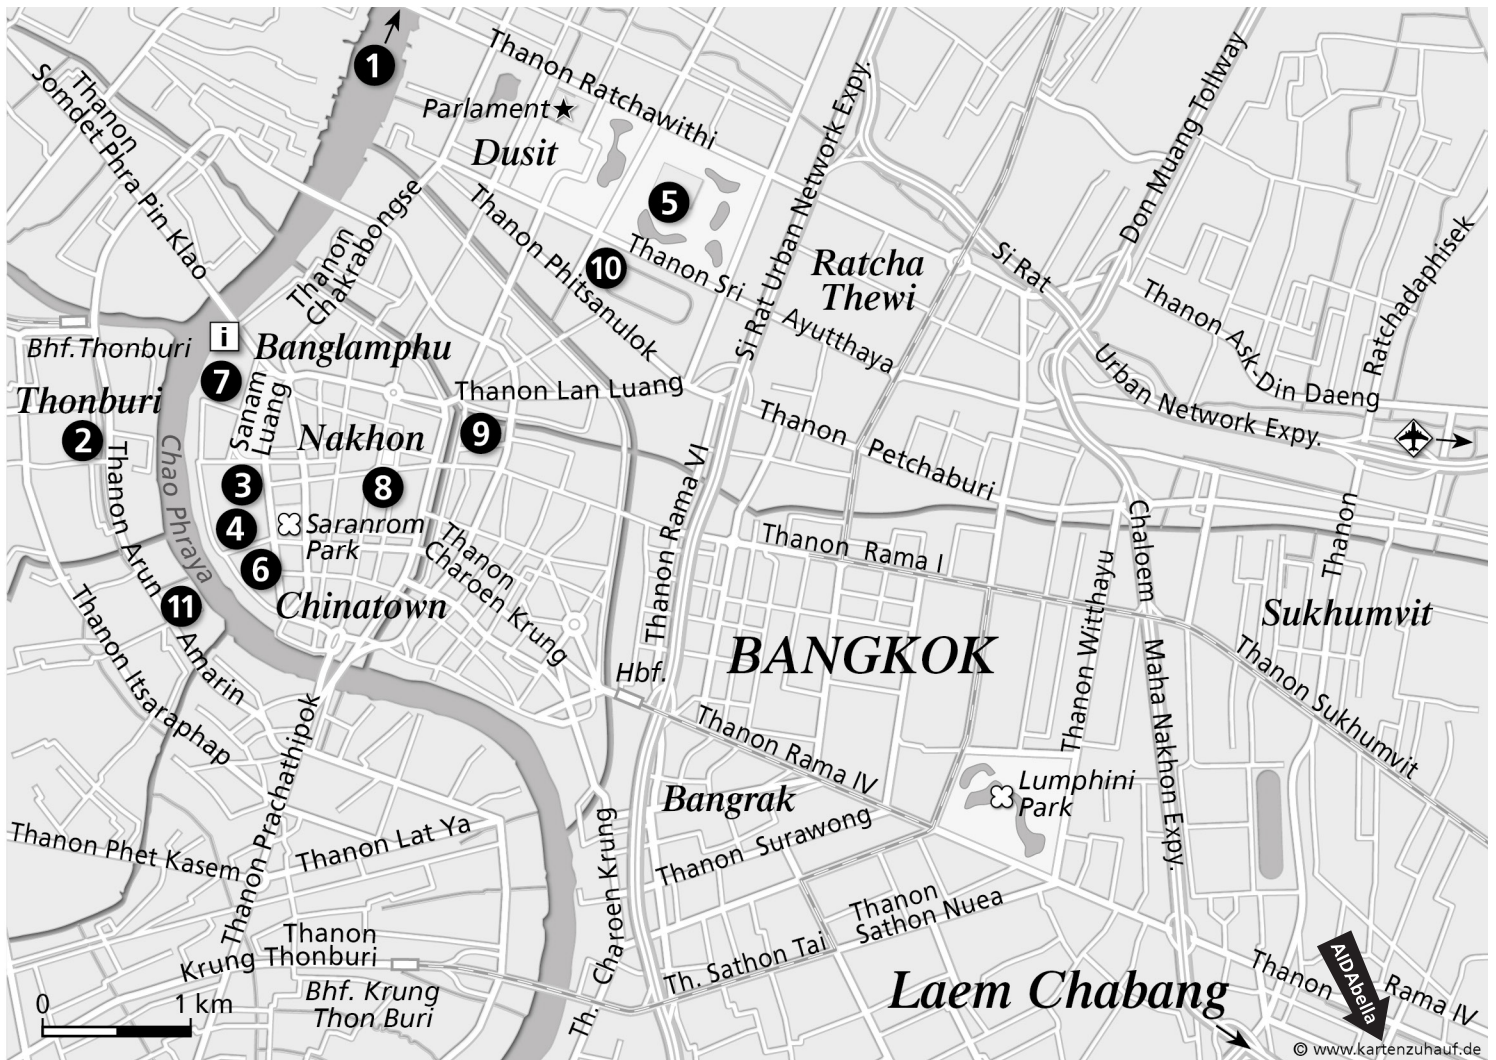 1
Thanon Ratchawithi
Thanon
Somdet Phra Pin Klao
Parlament
Dusit
Si Rat Urban Network Expy.
Don Muang Tollway
5
Thanon
Chakrabongse
Thanon Phitsanulok
10
Thanon Sri Ayutthaya
Ratcha
Thewi
Si Rat
Urban Network Expy.
Thanon Ask-Din Daeng
Ratchadaphisek
Bhf. Thonburi
i
Banglamphu
7
Thonburi
2
Sanam
Luang
Thanon Lan Luang
Nakhon
9
Thanon Petchaburi
Chao Phraya
Thanon Arun Amarin
3
8
4
Saranrom
Park
6
Thanon
Charoen Krung
Thanon Rama VI
Thanon Rama I
Thanon
Chaloem
Maha Nakhon Expy.
Thanon Witthayu
11
Chinatown
Sukhumvit
Thanon Itsaraphap
BANGKOK
Hbf.
Thanon Sukhumvit
Thanon Prachathipok
Thanon Rama IV
Lumphini
Park
Bangrak
Thanon Surawong
Thanon Phet Kasem
Thanon Lat Ya
Th. Charoen Krung
Thanon
Sathon Nuea
Thanon
Krung Thonburi
Th. Sathon Tai
Bhf. Krung
Thon Buri
Laem Chabang
Thanon Rama IV
AIDAbella
0 1 km
© www.kartenzuhauf.de